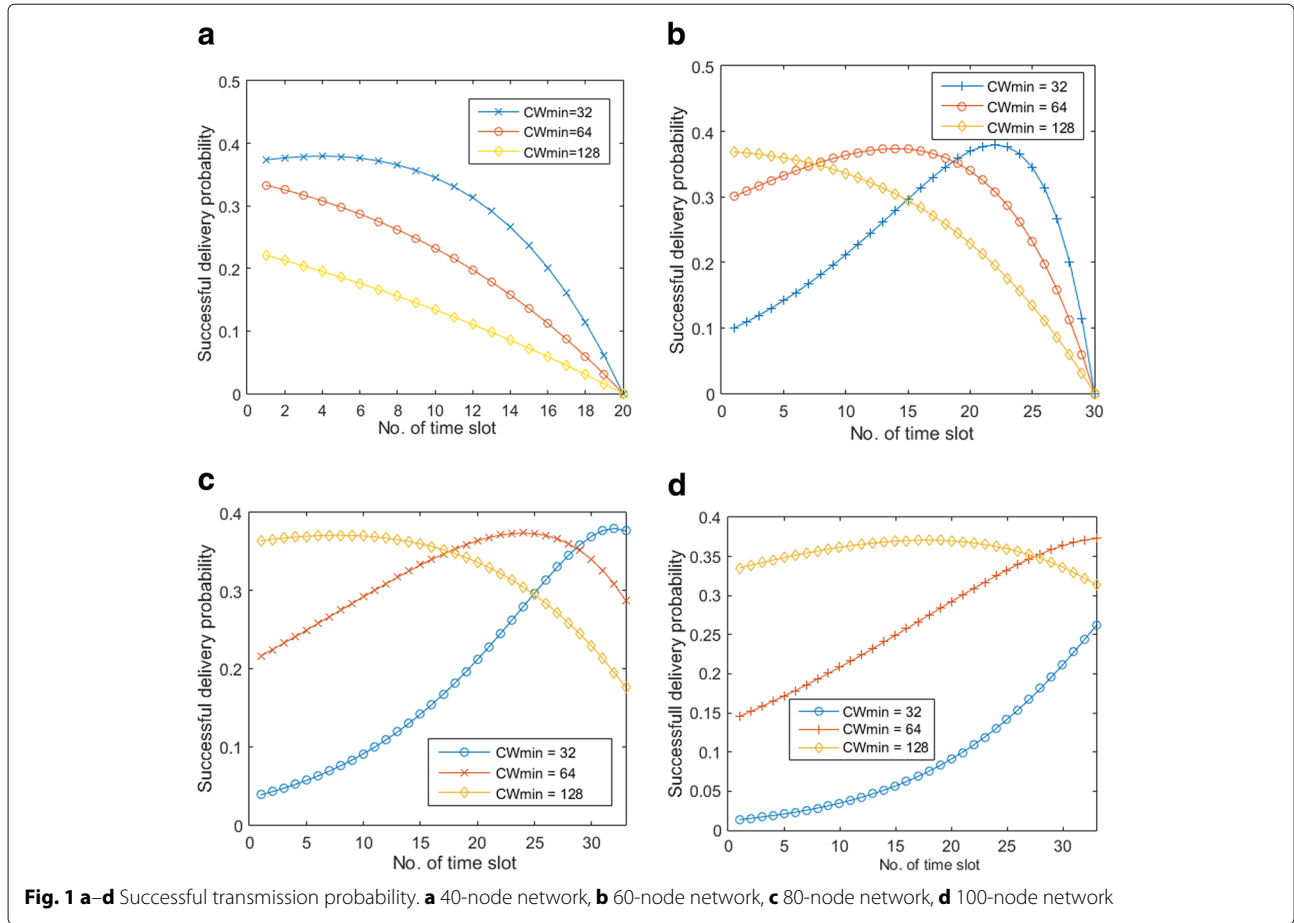 a
0.5
0.4
0.3
0.2
0.1
0
Successful delivery probability
CWmin=32
CWmin=64
CWmin=128
0 2 4 6 8 10 12 14 16 18 20
No. of time slot
b
0.5
0.4
0.3
0.2
0.1
0
Successful delivery probability
CWmin = 32
CWmin = 64
CWmin = 128
0 5 10 15 20 25 30
No. of time slot
c
0.4
0.3
0.2
0.1
0
Successful delivery probability
CWmin = 32
CWmin = 64
CWmin = 128
0 5 10 15 20 25 30
No. of time slot
d
0.4
0.35
0.3
0.25
0.2
0.15
0.1
0.05
0
Successfull delivery probability
CWmin = 32
CWmin = 64
CWmin = 128
0 5 10 15 20 25 30
No. of time slot
Fig. 1 a–d Successful transmission probability. a 40-node network, b 60-node network, c 80-node network, d 100-node network